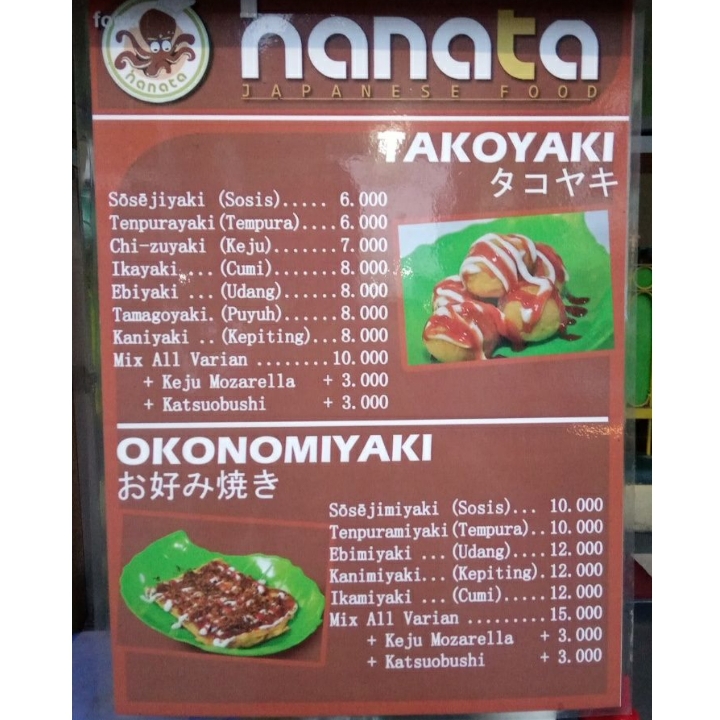 hanata
hanata
JAPANESE FOOD
TAKOYAKI
タコヤキ
Sōsējiyaki (Sosis)..... 6.000
Tenpurayaki (Tempura).... 6.000
Chi-zuyaki (Keju)....... 7.000
Ikayaki.... (Cumi)....... 8.000
Ebiyaki ... (Udang)...... 8.000
Tamagoyaki. (Puyuh)...... 8.000
Kaniyaki .. (Kepiting)... 8.000
Mix All Varian ......... 10.000
+ Keju Mozarella + 3.000
+ Katsuobushi + 3.000
OKONOMIYAKI
お好み焼き
Sōsējimiyaki (Sosis)... 10.000
Tenpuramiyaki (Tempura).. 10.000
Ebimiyaki ... (Udang).... 12.000
Kanimiyaki... (Kepiting). 12.000
Ikamiyaki ... (Cumi)..... 12.000
Mix All Varian ......... 15.000
+ Keju Mozarella + 3.000
+ Katsuobushi + 3.000